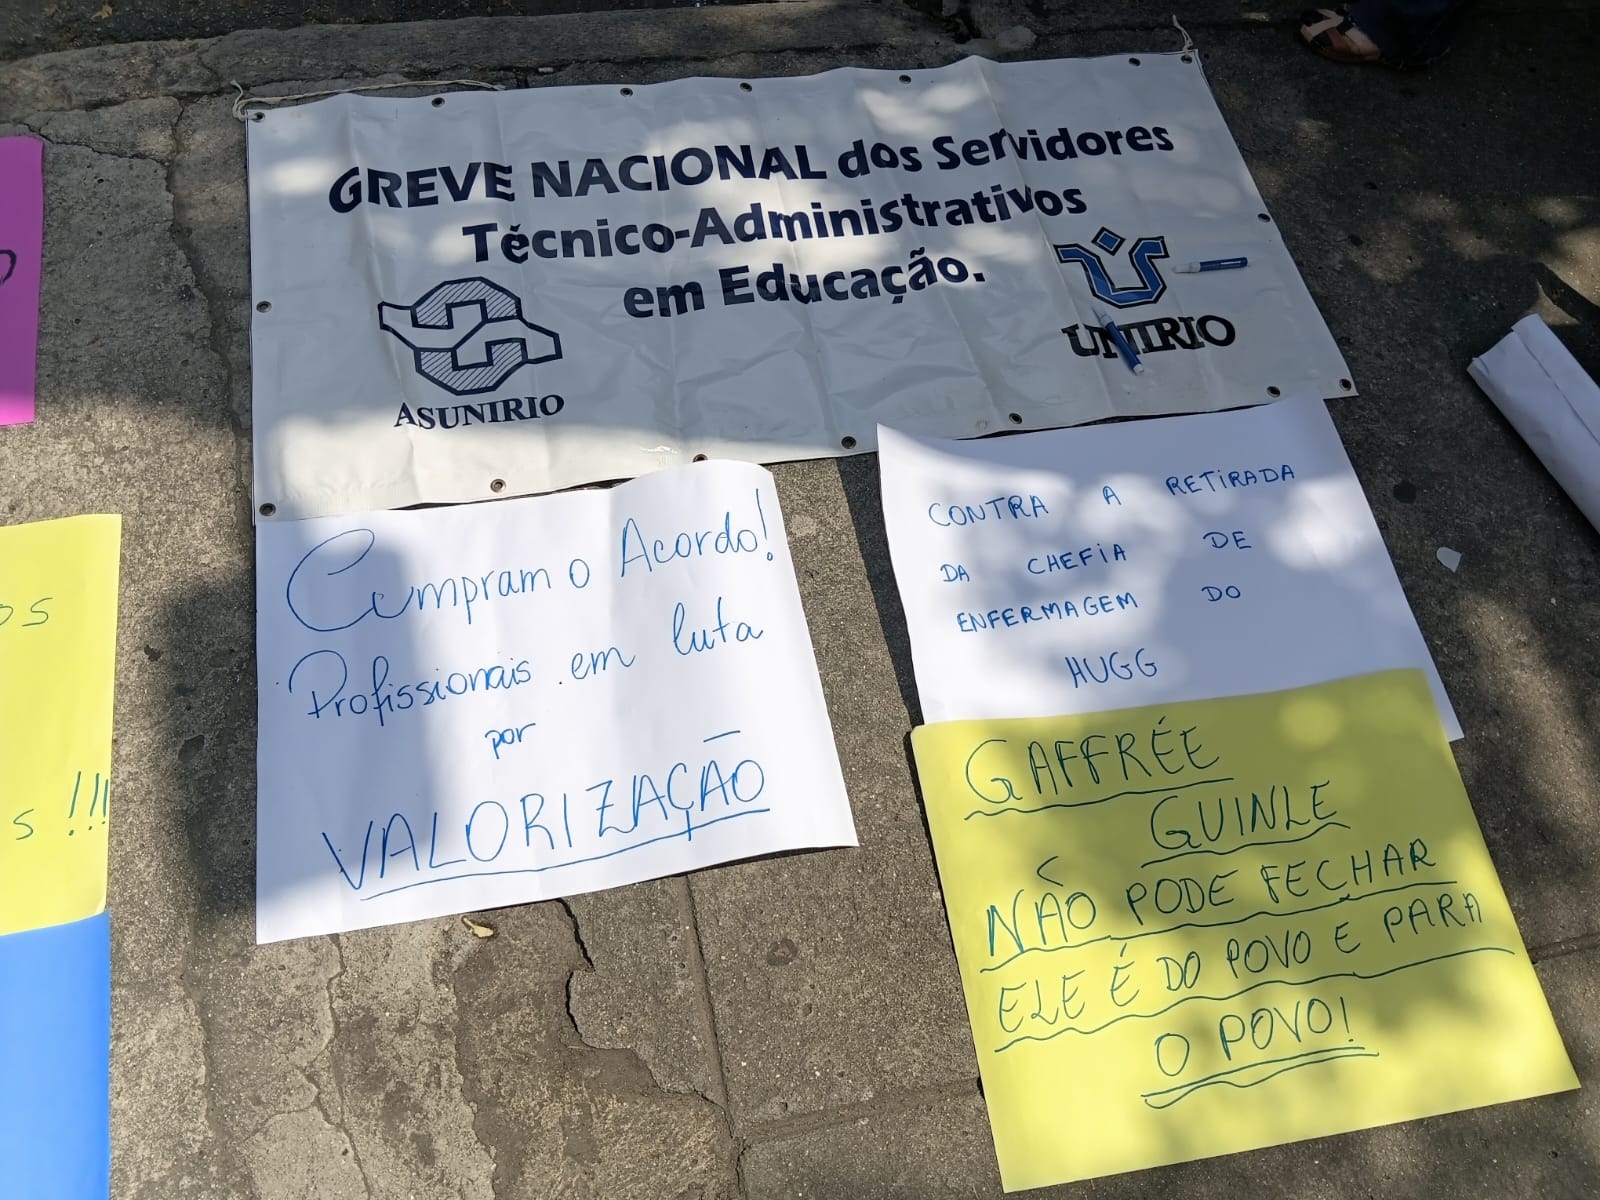 GREVE NACIONAL dos Servidores
Técnico-Administrativos
em Educação.
ASUNIRIO
UNIRIO
Cumpram o Acordo!
Profissionais em luta
por
VALORIZAÇÃO
CONTRA A RETIRADA
DA CHEFIA DE
ENFERMAGEM DO
HUGG
GAFFRÉE
GUINLE
NÃO PODE FECHAR
ELE É DO POVO E PARA
O POVO!
OS
S !!!